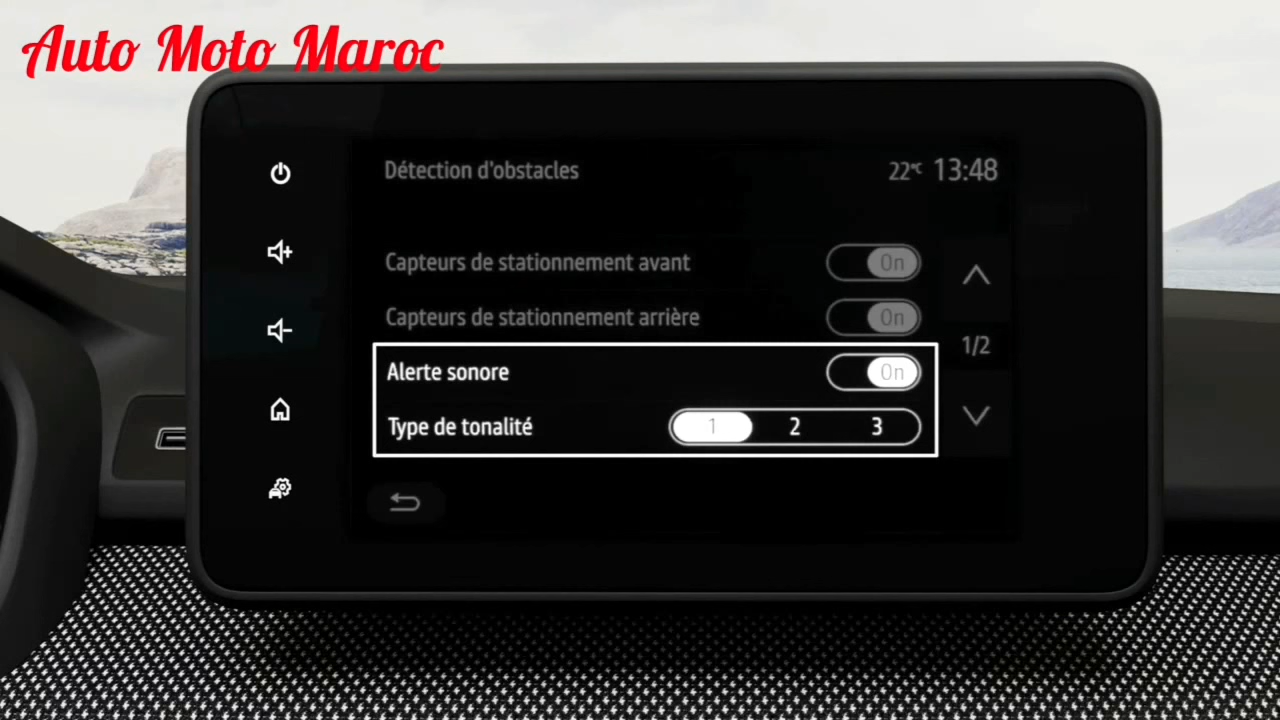 Auto Moto Maroc
Détection d'obstacles 22°C 13:48
Capteurs de stationnement avant On
Capteurs de stationnement arrière On
1/2
Alerte sonore On
Type de tonalité 1 2 3